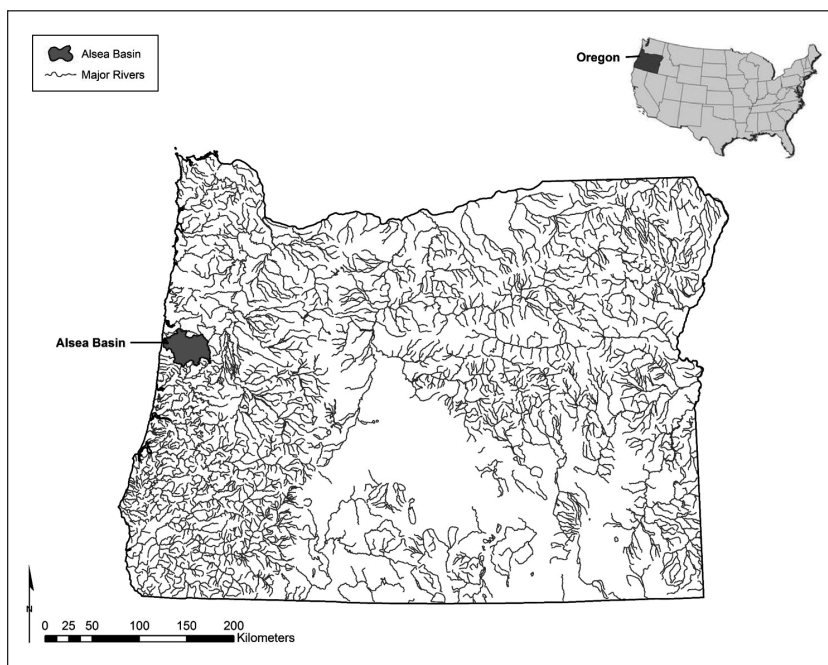 Alsea Basin
Major Rivers
Oregon
Alsea Basin
N
0 25 50 100 150 200
Kilometers